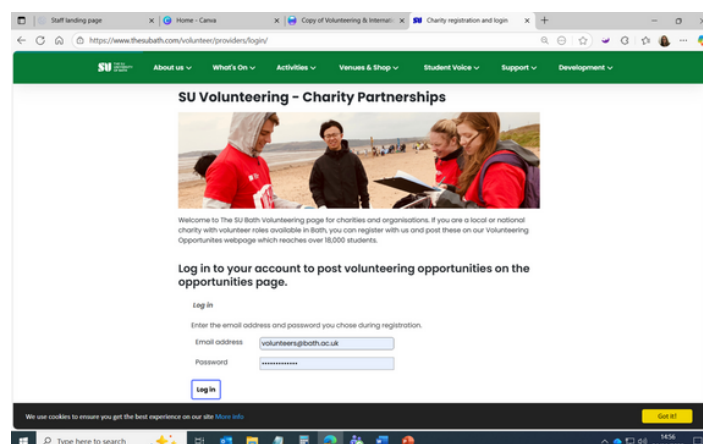 Staff landing page
Home - Canva
Copy of Volunteering & Internatic
Charity registration and login
https://www.thesubath.com/volunteer/providers/login/
SU
About us
What's On
Activities
Venues & Shop
Student Voice
Support
Development
SU Volunteering - Charity Partnerships
Welcome to The SU Bath Volunteering page for charities and organisations. If you are a local or national
charity with volunteer roles available in Bath, you can register with us and post these on our Volunteering
Opportunites webpage which reaches over 18,000 students.
Log in to your account to post volunteering opportunities on the
opportunities page.
Log in
Enter the email address and password you chose during registration.
Email address
volunteers@bath.ac.uk
Password
Log in
We use cookies to ensure you get the best experience on our site More info
Got it!
Type here to search
14:56